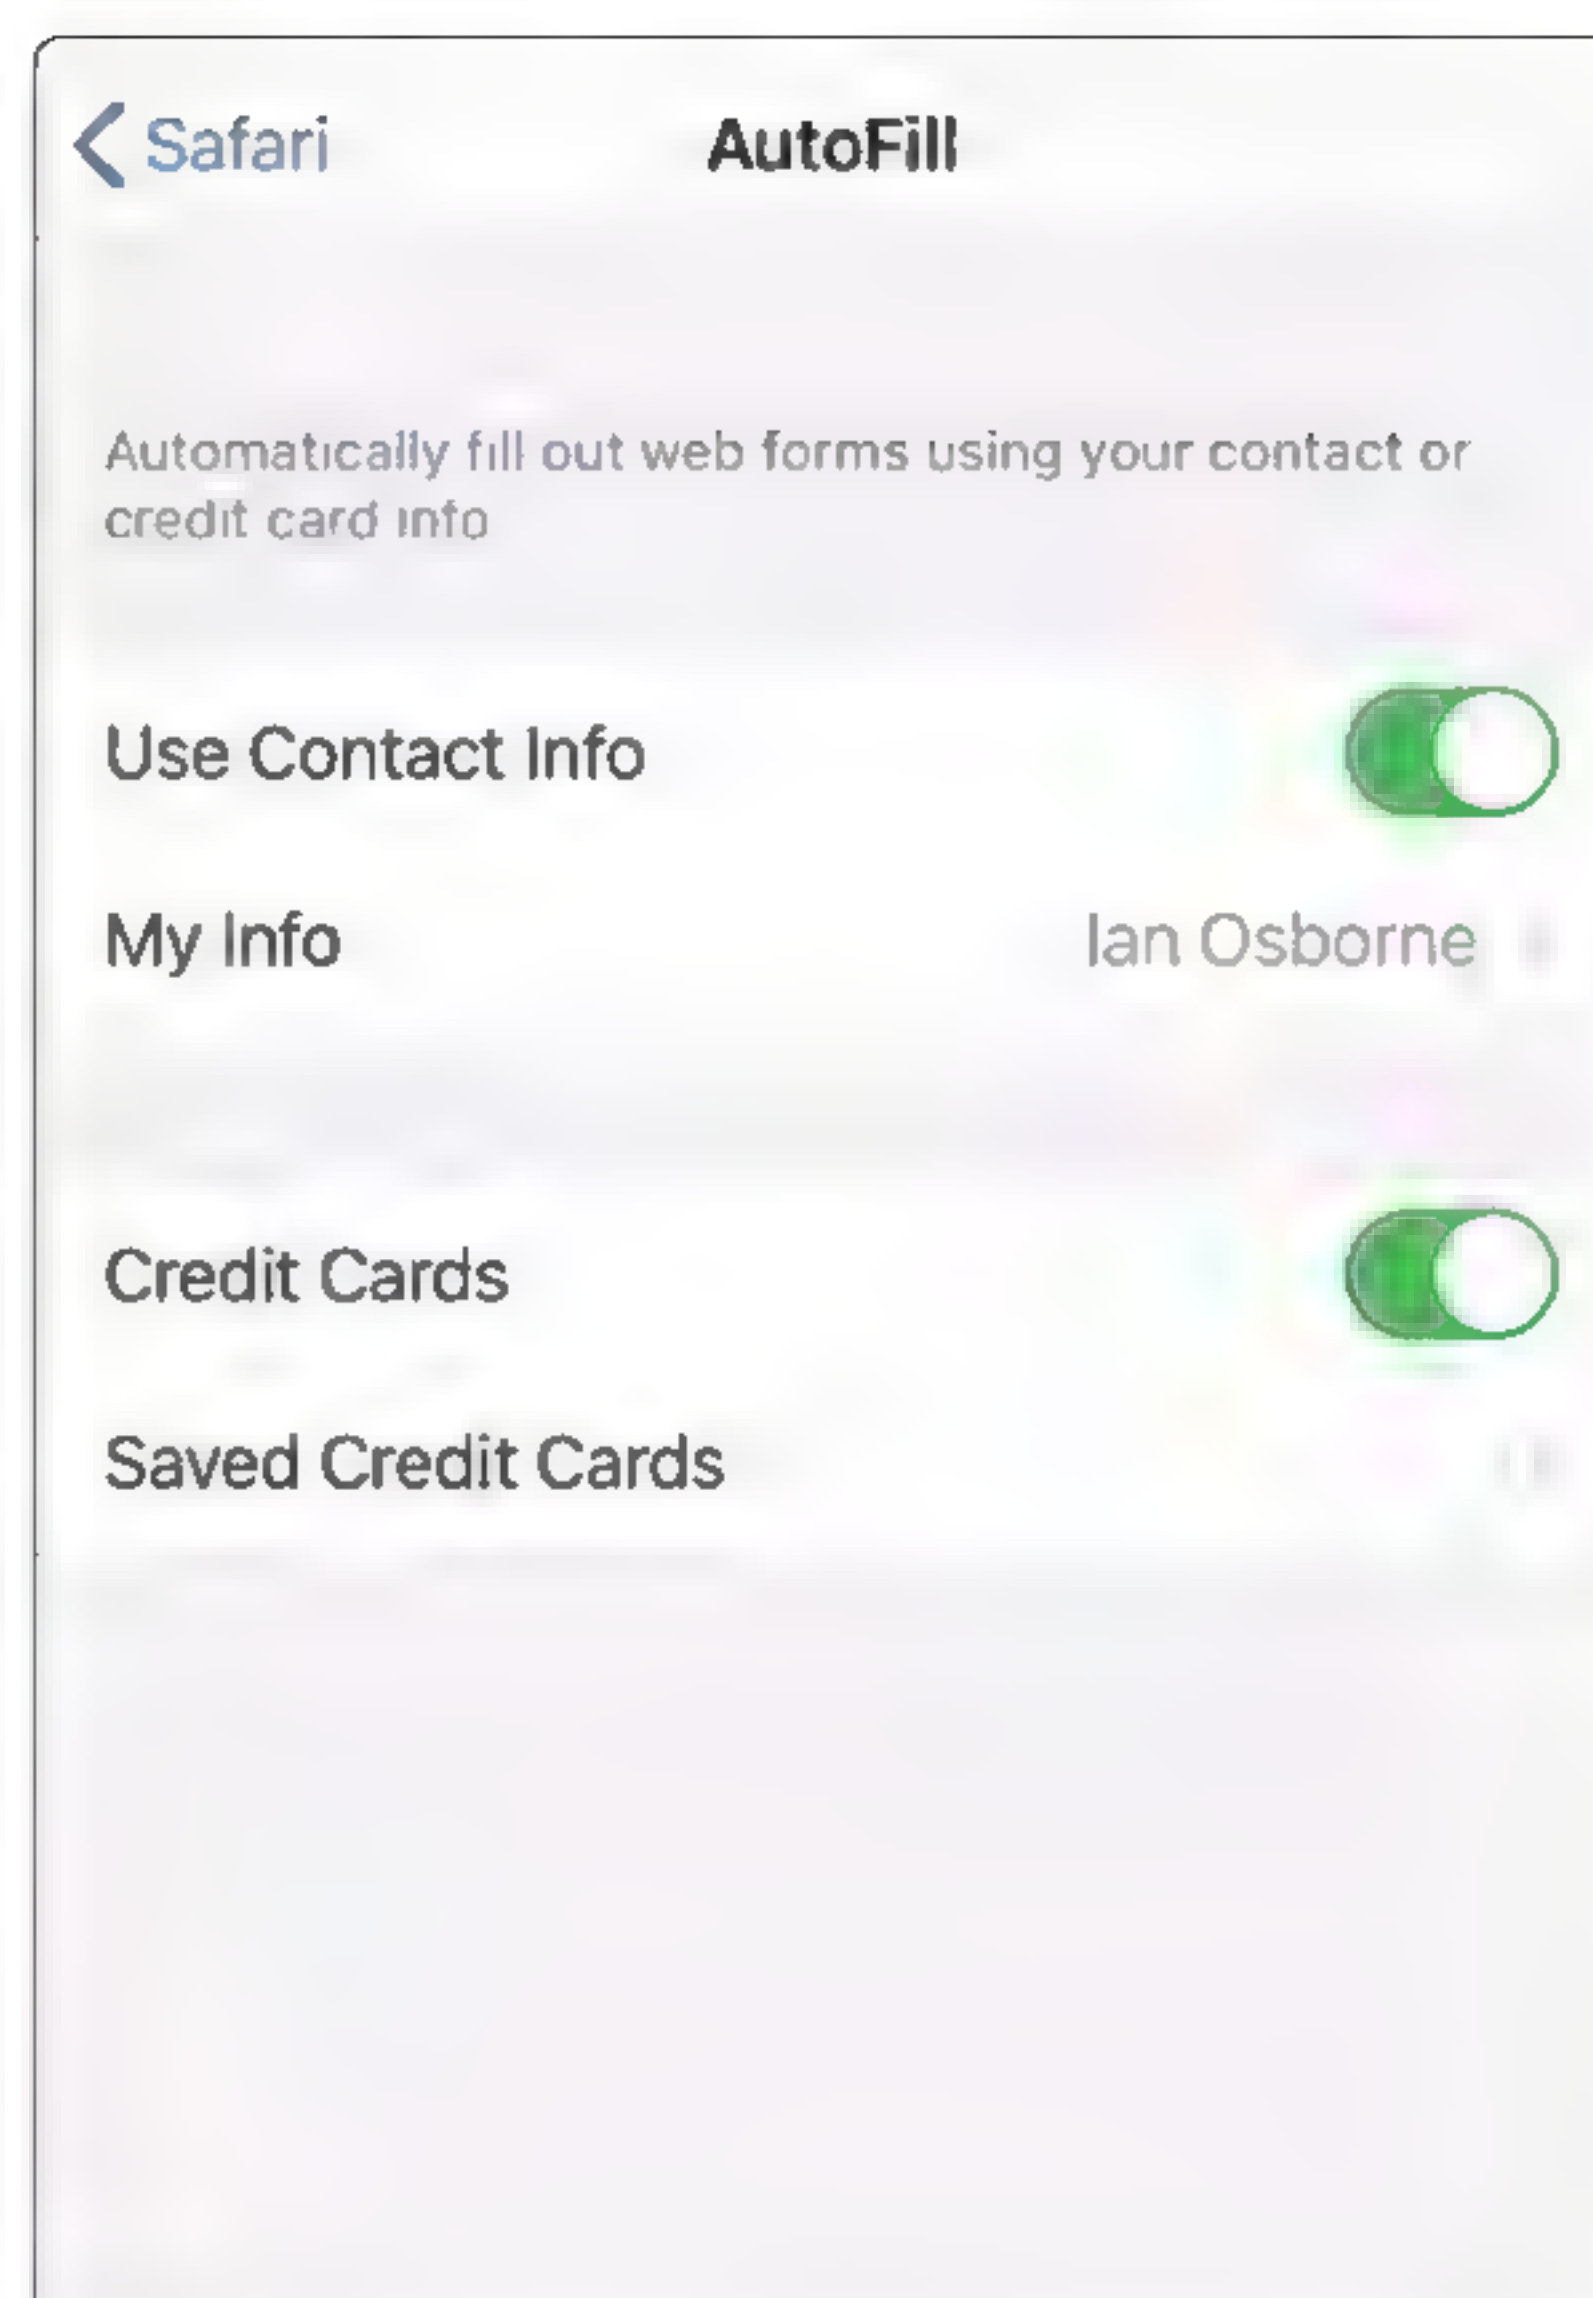 Safari AutoFill
Automatically fill out web forms using your contact or
credit card info
Use Contact Info
My Info Ian Osborne
Credit Cards
Saved Credit Cards